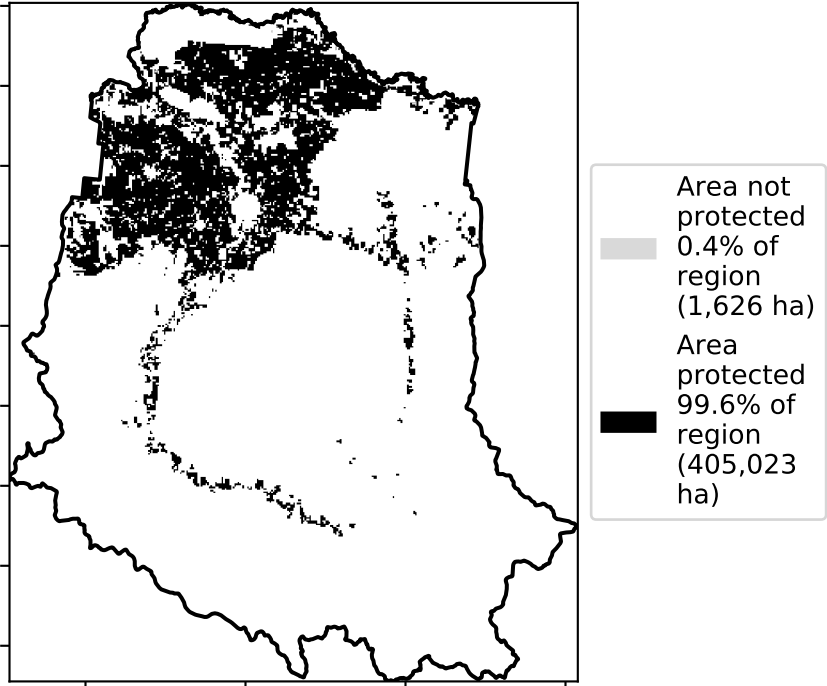 Area not
protected
0.4% of
region
(1,626 ha)
Area
protected
99.6% of
region
(405,023
ha)